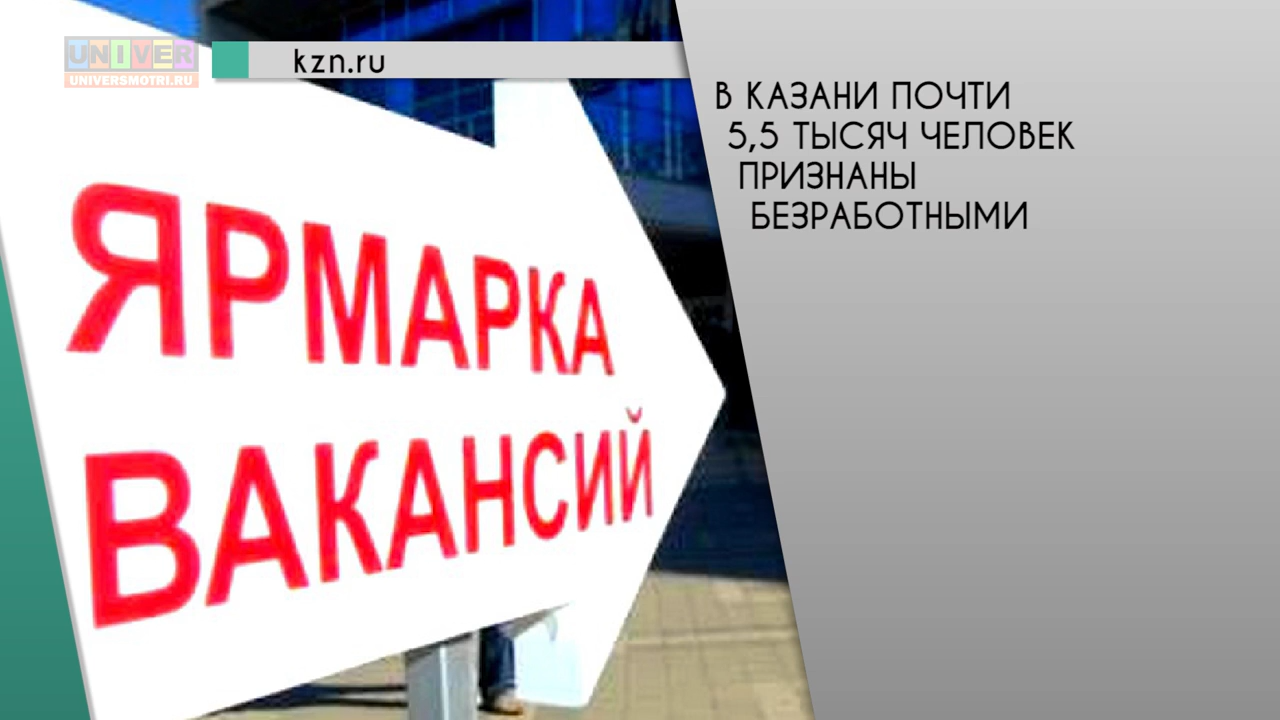 UNIVER
UNIVERSMOTRI.RU
kzn.ru
В КАЗАНИ ПОЧТИ
5,5 ТЫСЯЧ ЧЕЛОВЕК
ПРИЗНАНЫ
БЕЗРАБОТНЫМИ
ЯРМАРКА
ВАКАНСИЙ